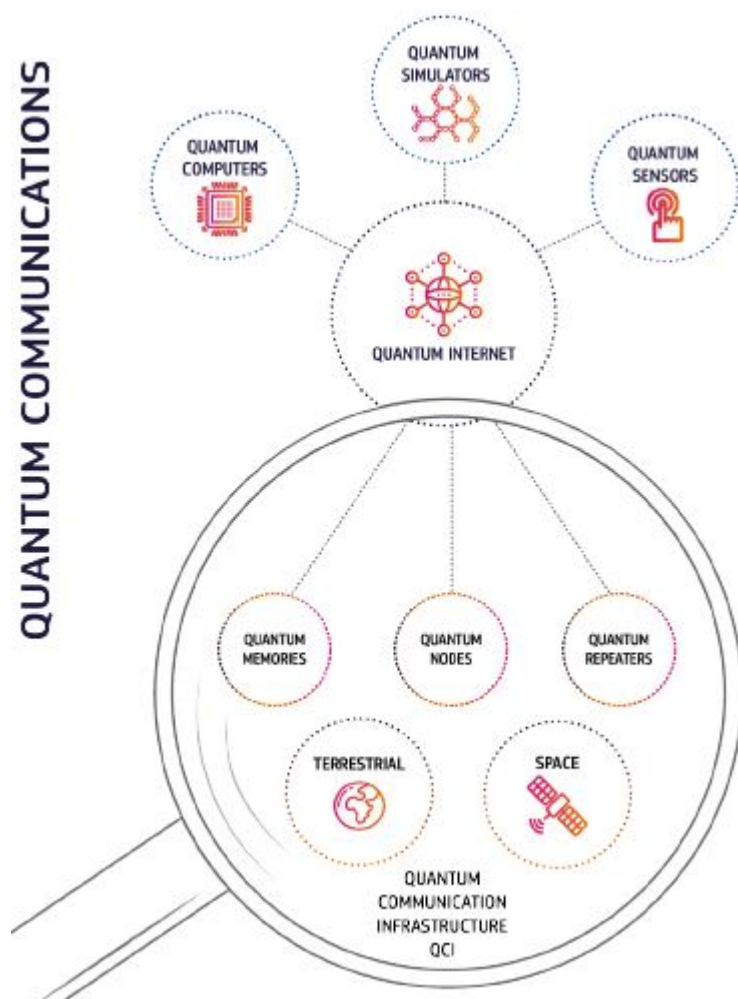 QUANTUM COMMUNICATIONS
QUANTUM
SIMULATORS
QUANTUM
COMPUTERS
QUANTUM
SENSORS
QUANTUM INTERNET
QUANTUM
MEMORIES
QUANTUM
NODES
QUANTUM
REPEATERS
TERRESTRIAL
SPACE
QUANTUM
COMMUNICATION
INFRASTRUCTURE
QCI